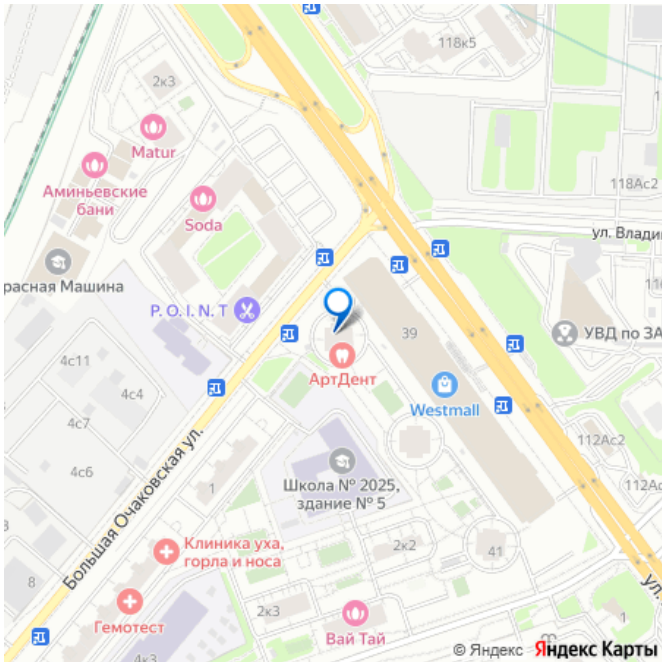 118к5
2к3
Matur
Аминьевские
бани
Soda
118Ас2
ул. Влади
расная Машина
P.O.I.N.T
39
УВД по ЗА
4с11
АртДент
4с4
Westmall
4с7
112Ас2
4с6
Школа № 2025,
здание № 5
112Ас
1
Большая Очаковская ул.
Клиника уха,
горла и носа
2к2
41
8
Гемотест
2к3
Вай Тай
1
ул.
4к3
© Яндекс Яндекс Карты